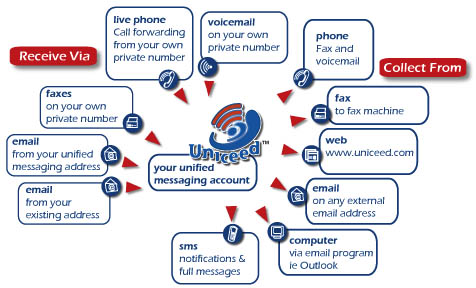 Receive Via
live phone
Call forwarding
from your own
private number
voicemail
on your own
private number
faxes
on your own
private number
email
from your unified
messaging address
email
from your
existing address
Uniceed™
your unified
messaging account
phone
Fax and
voicemail
Collect From
fax
to fax machine
web
www.uniceed.com
email
on any external
email address
computer
via email program
ie Outlook
sms
notifications &
full messages